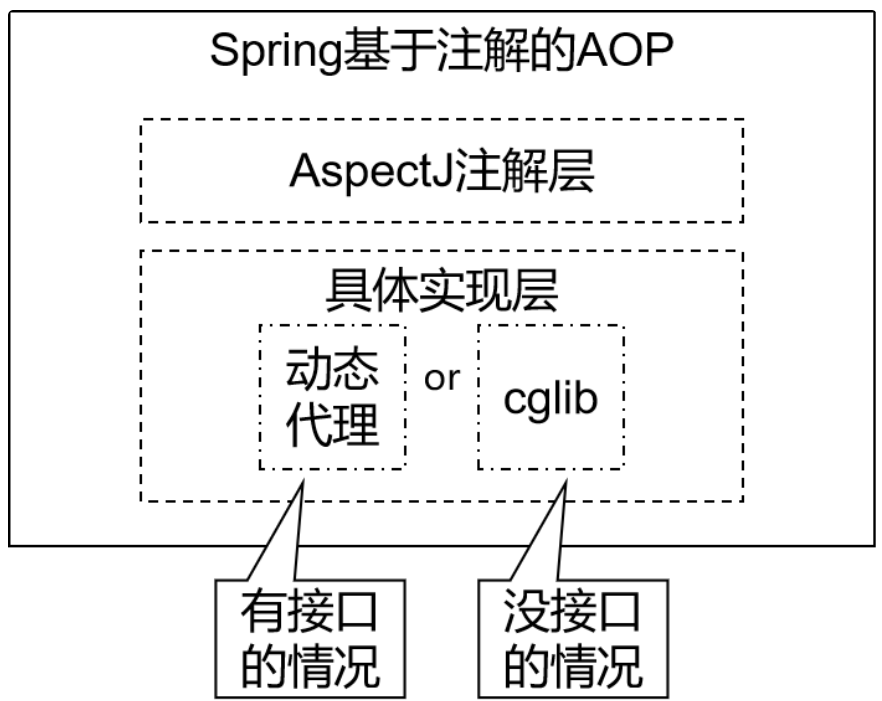 Spring基于注解的AOP
AspectJ注解层
具体实现层
动态
代理
or
cglib
有接口
的情况
没接口
的情况